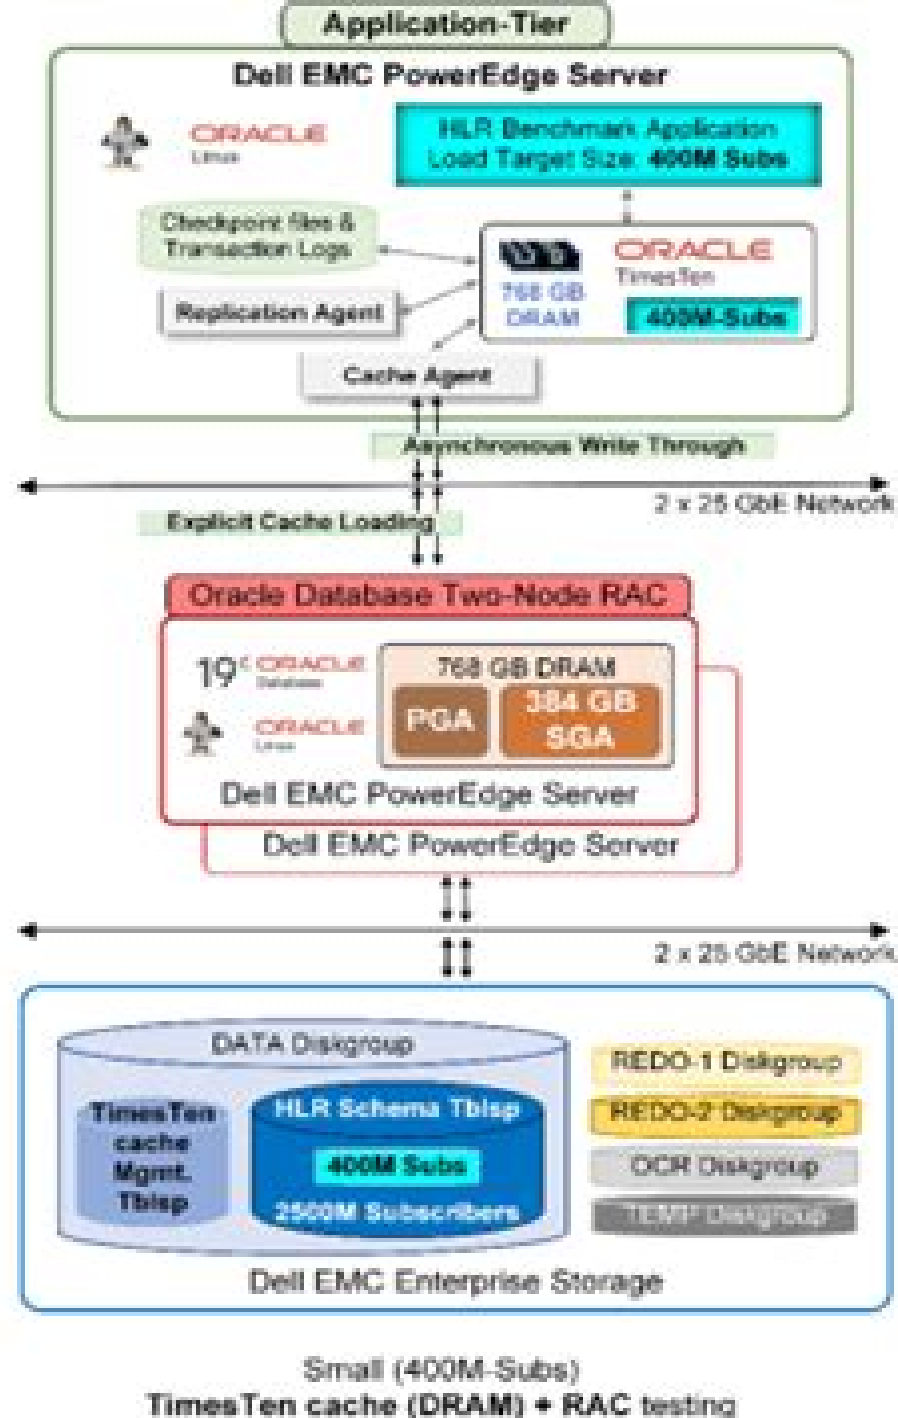 Application-Tier
Dell EMC PowerEdge Server
ORACLE
Linux
HLR Benchmark Application
Load Target Size: 400M Subs
Checkpoint files &
Transaction Logs
Replication Agent
Cache Agent
768 GB
DRAM
ORACLE
TimesTen
400M-Subs
Asynchronous Write Through
2 x 25 GbE Network
Explicit Cache Loading
Oracle Database Two-Node RAC
19c ORACLE
Database
ORACLE
Linux
768 GB DRAM
PGA
384 GB
SGA
Dell EMC PowerEdge Server
Dell EMC PowerEdge Server
2 x 25 GbE Network
DATA Diskgroup
TimesTen
cache
Mgmt.
Tblsp
HLR Schema Tblsp
400M Subs
2500M Subscribers
REDO-1 Diskgroup
REDO-2 Diskgroup
OCR Diskgroup
TEMP Diskgroup
Dell EMC Enterprise Storage
Small (400M-Subs)
TimesTen cache (DRAM) + RAC testing